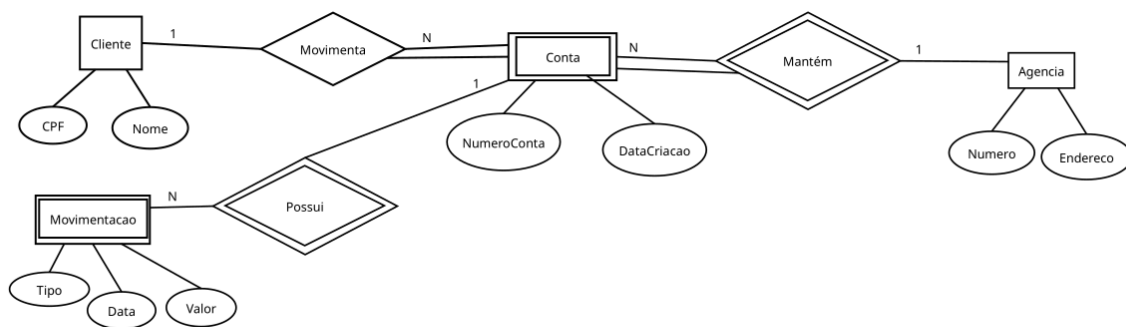 1
N
N
1
Cliente
Movimenta
Conta
Mantém
Agencia
1
CPF
Nome
NumeroConta
DataCriacao
Numero
Endereco
N
Movimentacao
Possui
Tipo
Data
Valor